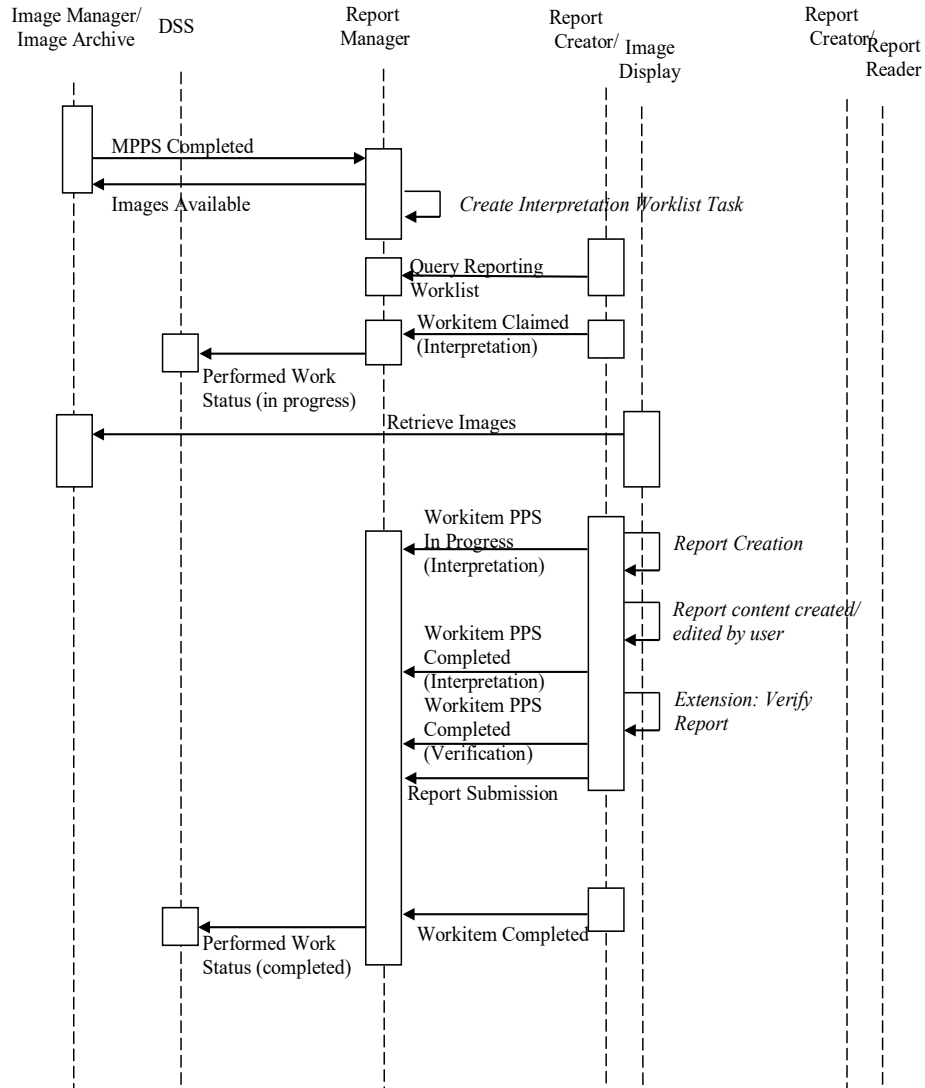 Image Manager/
Image Archive
DSS
Report
Manager
Report
Creator/
Image
Display
Report
Creator/
Report
Reader
MPPS Completed
Images Available
Create Interpretation Worklist Task
Query Reporting
Worklist
Workitem Claimed
(Interpretation)
Performed Work
Status (in progress)
Retrieve Images
Workitem PPS
In Progress
(Interpretation)
Report Creation
Report content created/
edited by user
Workitem PPS
Completed
(Interpretation)
Extension: Verify
Report
Workitem PPS
Completed
(Verification)
Report Submission
Workitem Completed
Performed Work
Status (completed)